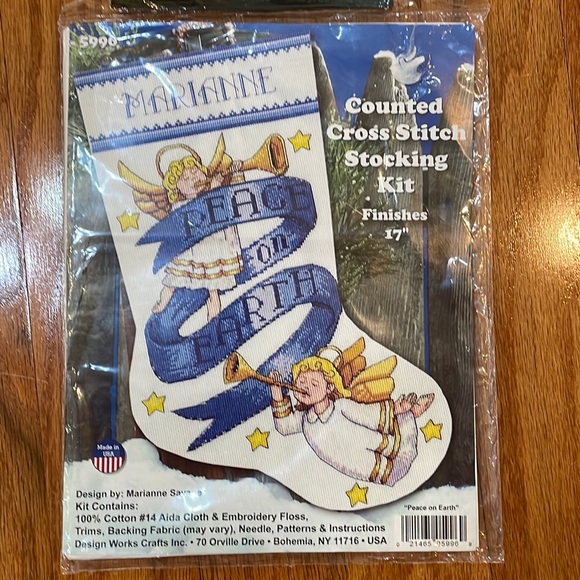 MARIANNE
Counted
Cross Stitch
Stocking
Kit
Finishes
17"
PEACE
on
EARTH
Made in
USA
Design by: Marianne
Kit Contains:
100% Cotton #14 Aida Cloth & Embroidery Floss,
Trims, Backing Fabric (may vary), Needle, Patterns & Instructions
Design Works Crafts Inc. • 70 Orville Drive • Bohemia, NY 11716 • USA
"Peace on Earth"